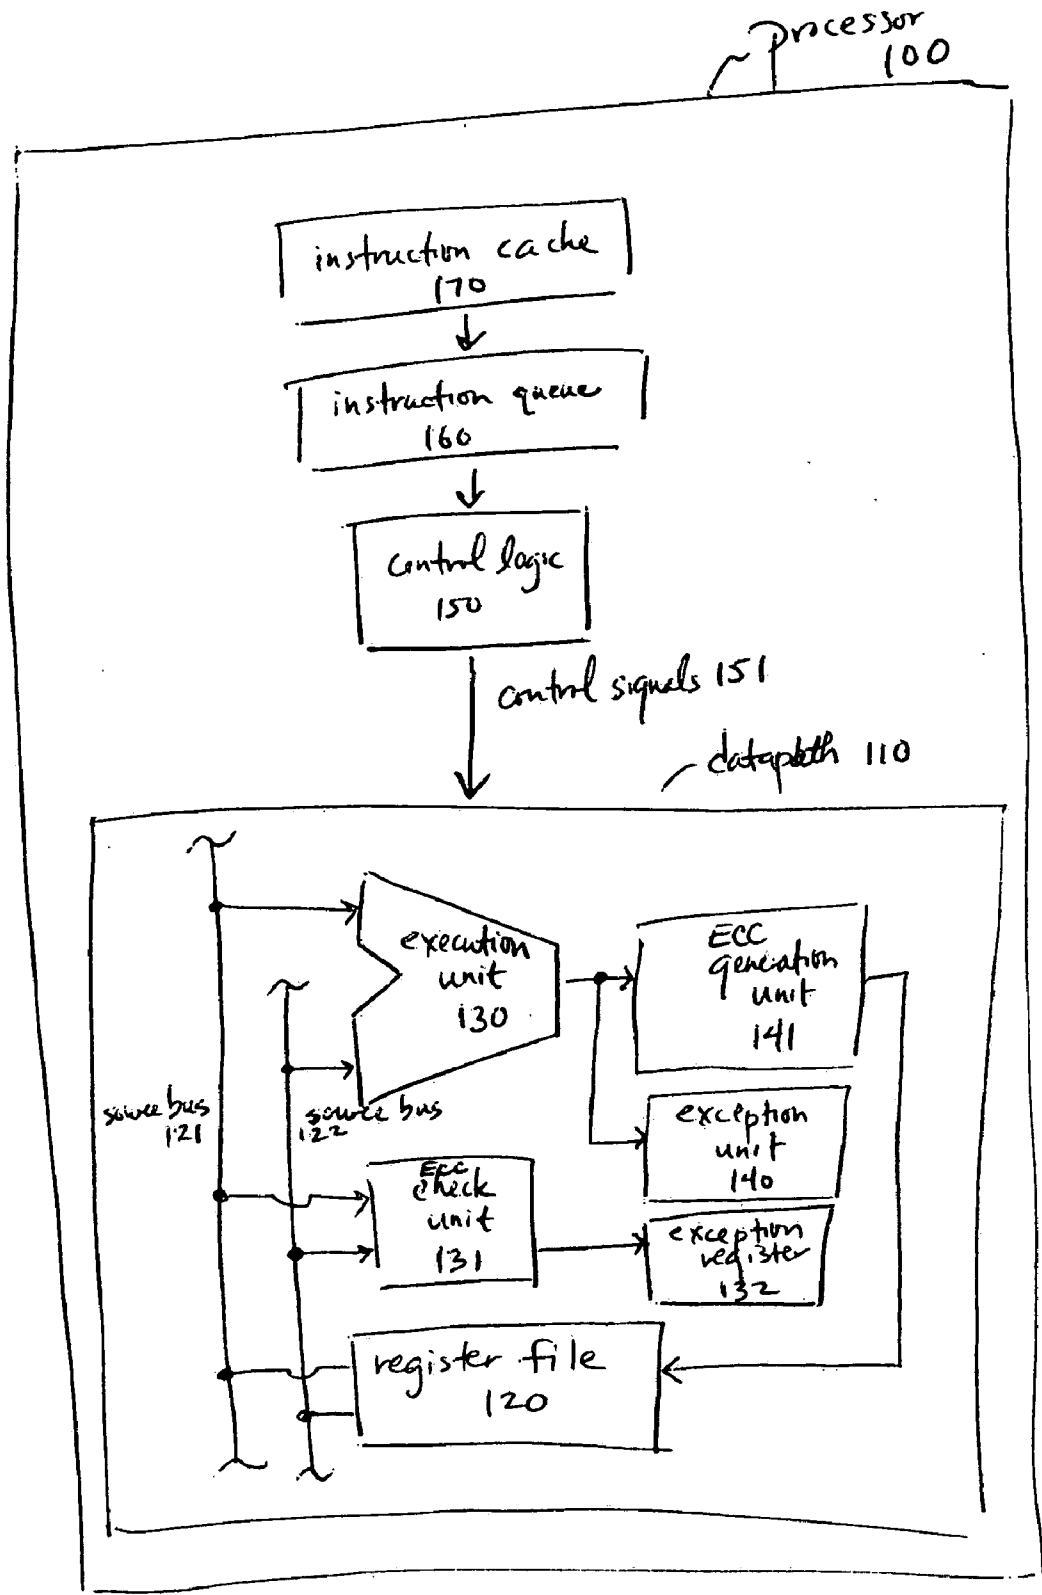 processor
100
instruction cache
170
instruction queue
160
control logic
150
control signals 151
datapath 110
execution
unit
130
ECC
generation
unit
141
source bus
121
source bus
122
exception
unit
140
ECC
check
unit
131
exception
register
132
register file
120